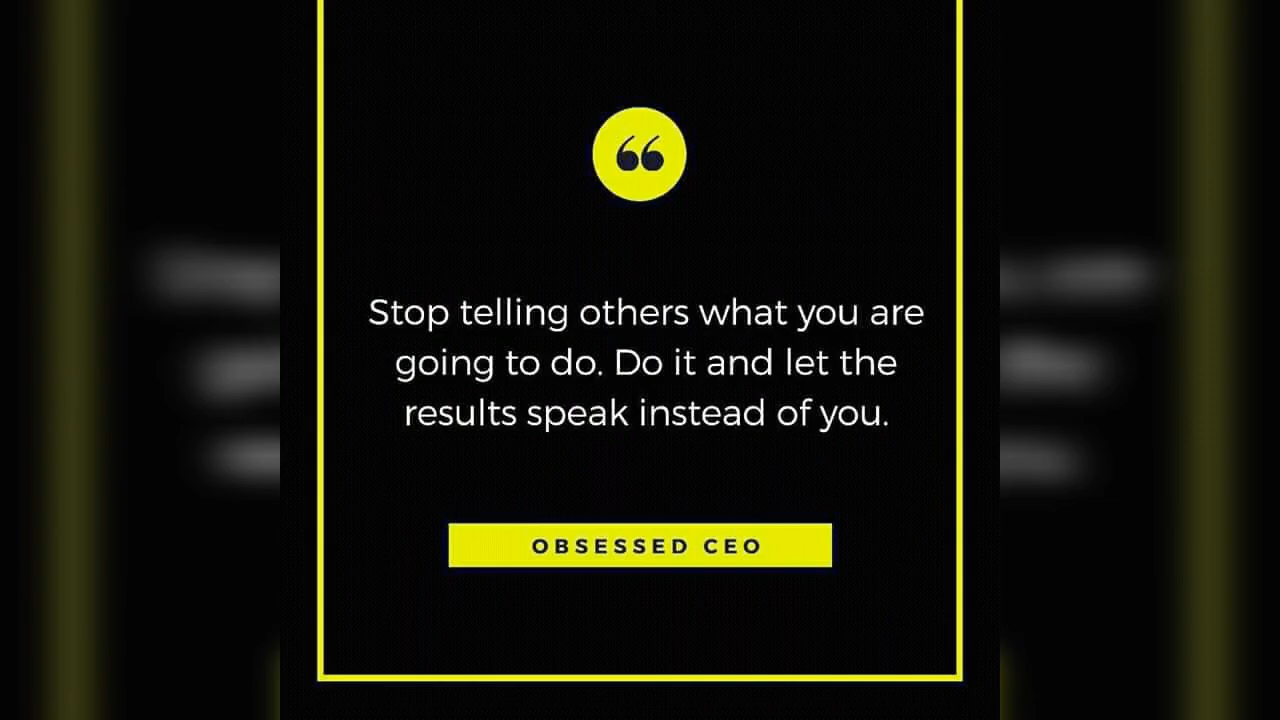 Stop telling others what you are
going to do. Do it and let the
results speak instead of you.
OBSESSED CEO